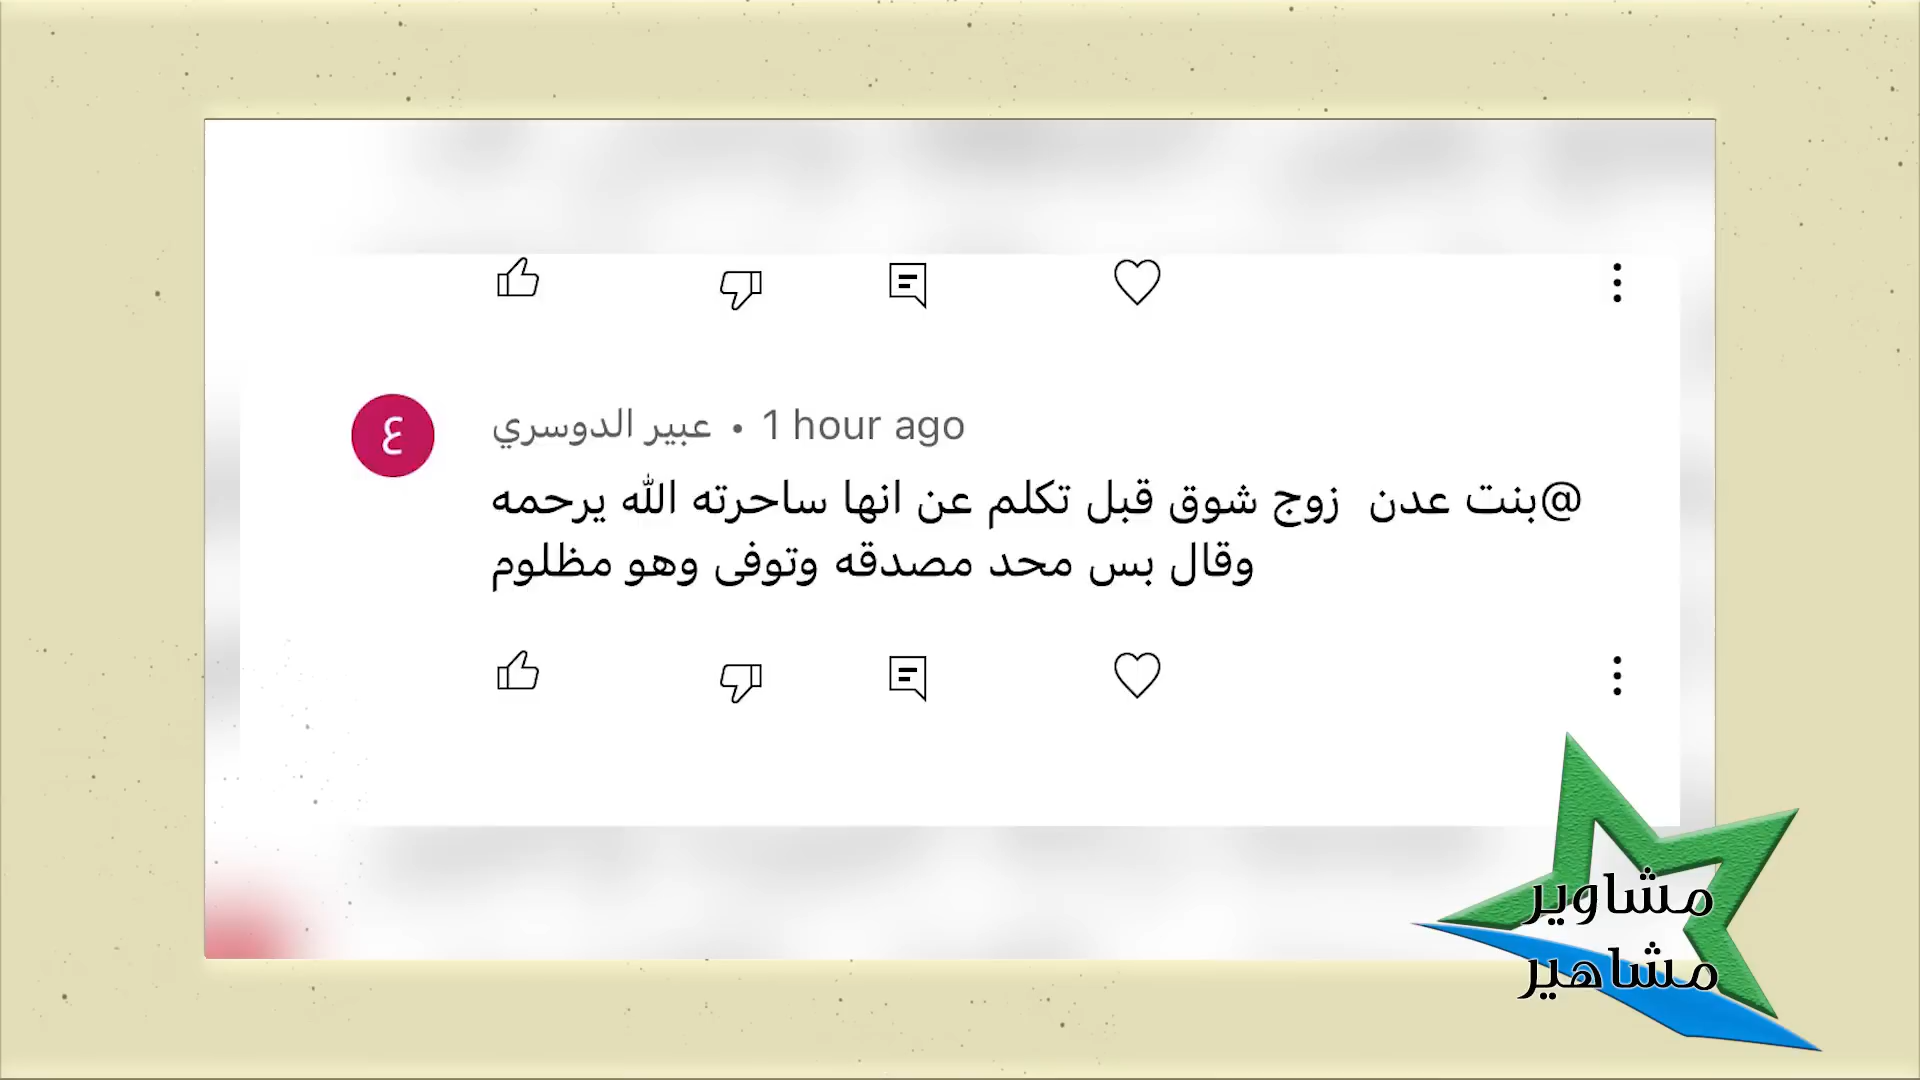 عبير الدوسري • 1 hour ago
ع
@بنت عدن زوج شوق قبل تكلم عن انها ساحرته الله يرحمه
وقال بس محد مصدقه وتوفى وهو مظلوم
مشاوير
مشاهير